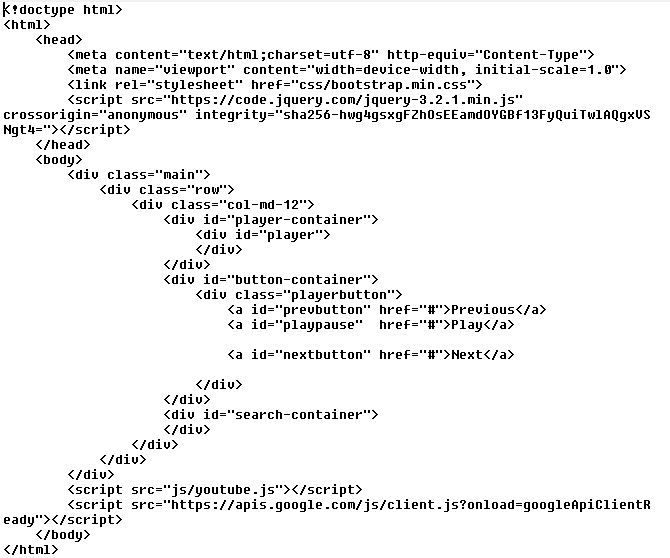 <!doctype html>
<html>
    <head>
        <meta content="text/html;charset=utf-8" http-equiv="Content-Type">
        <meta name="viewport" content="width=device-width, initial-scale=1.0">
        <link rel="stylesheet" href="css/bootstrap.min.css">
        <script src="https://code.jquery.com/jquery-3.2.1.min.js"
crossorigin="anonymous" integrity="sha256-hwg4gsxgFZhOsEEamdOYGBf13FyQuiTwlAQgxVS
Ngt4="></script>
    </head>
    <body>
        <div class="main">
            <div class="row">
                <div class="col-md-12">
                    <div id="player-container">
                        <div id="player">
                        </div>
                    </div>
                    <div id="button-container">
                        <div class="playerbutton">
                            <a id="prevbutton" href="#">Previous</a>
                            <a id="playpause"  href="#">Play</a>

                            <a id="nextbutton" href="#">Next</a>

                        </div>
                    </div>
                    <div id="search-container">
                    </div>
                </div>
            </div>
        </div>
        <script src="js/youtube.js"></script>
        <script src="https://apis.google.com/js/client.js?onload=googleApiClientR
eady"></script>
    </body>
</html>